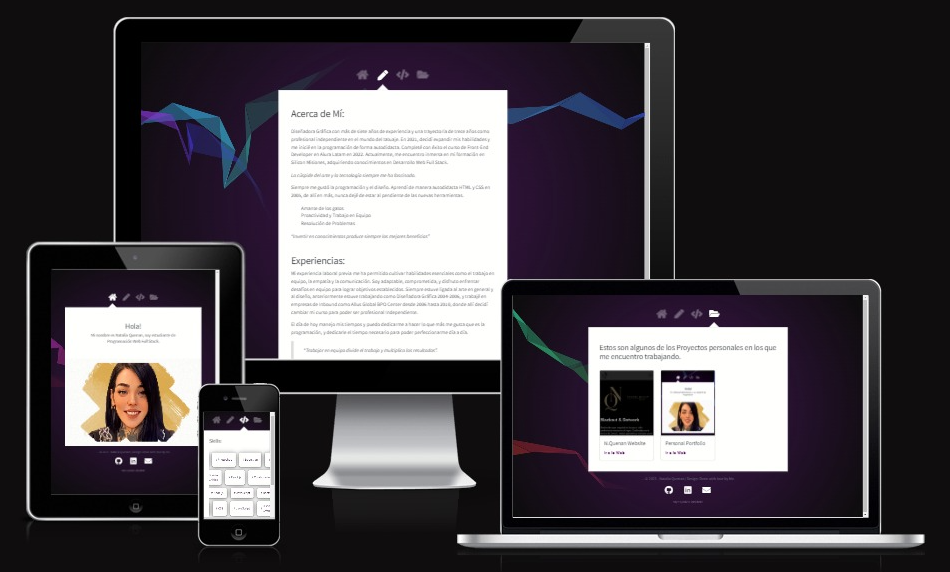 Acerca de Mí:
Diseñadora Gráfica con más de siete años de experiencia y una trayectoria de trece años como
profesional independiente en el mundo del tatuaje. En 2021, decidí expandir mis habilidades y
me inicié en la programación de forma autodidacta. Completé con éxito el curso de Front End
Developer en Alura Latam en 2022. Actualmente, me encuentro inmersa en mi formación en
Silicon Misiones, adquiriendo conocimientos en Desarrollo Web Full Stack.
La cúspide del arte y la tecnología siempre me ha fascinado.
Siempre me gustó la programación y el diseño. Aprendí de manera autodidacta HTML y CSS en
de allí en más, nunca dejé de estar al pendiente de las nuevas herramientas.
Amante de los gatos
Proactividad y Trabajo en Equipo
Resolución de Problemas
"Invertir en conocimientos produce siempre los mejores beneficios"
Experiencias:
Mi experiencia laboral previa me ha permitido cultivar habilidades esenciales como el trabajo en
equipo, la empatía y la comunicación. Soy adaptable, comprometida, y disfruto enfrentar
desafíos en equipo para lograr objetivos establecidos. Siempre estuve ligada al arte en general y
al diseño, anteriormente estuve trabajando como Diseñadora Gráfica y trabajé en
empresas de inbound como Atlus Global BPO Center desde hasta donde allí decidí
cambiar mi curso para poder ser profesional independiente.
El día de hoy manejo mis tiempos y puedo dedicarme a hacer lo que más me gusta que es la
programación, y dedicarle el tiempo necesario para poder perfeccionarme día a día.
"Trabajar en equipo divide el trabajo y multiplica los resultados".
Hola!
Mi nombre es Natalia Queran, soy estudiante de
Programación Web Full Stack
Skills:
Estos son algunos de los Proyectos personales en los que
me encuentro trabajando.
N.Queran Website
Ir a la Web
Personal Portfolio
Ir a la Web